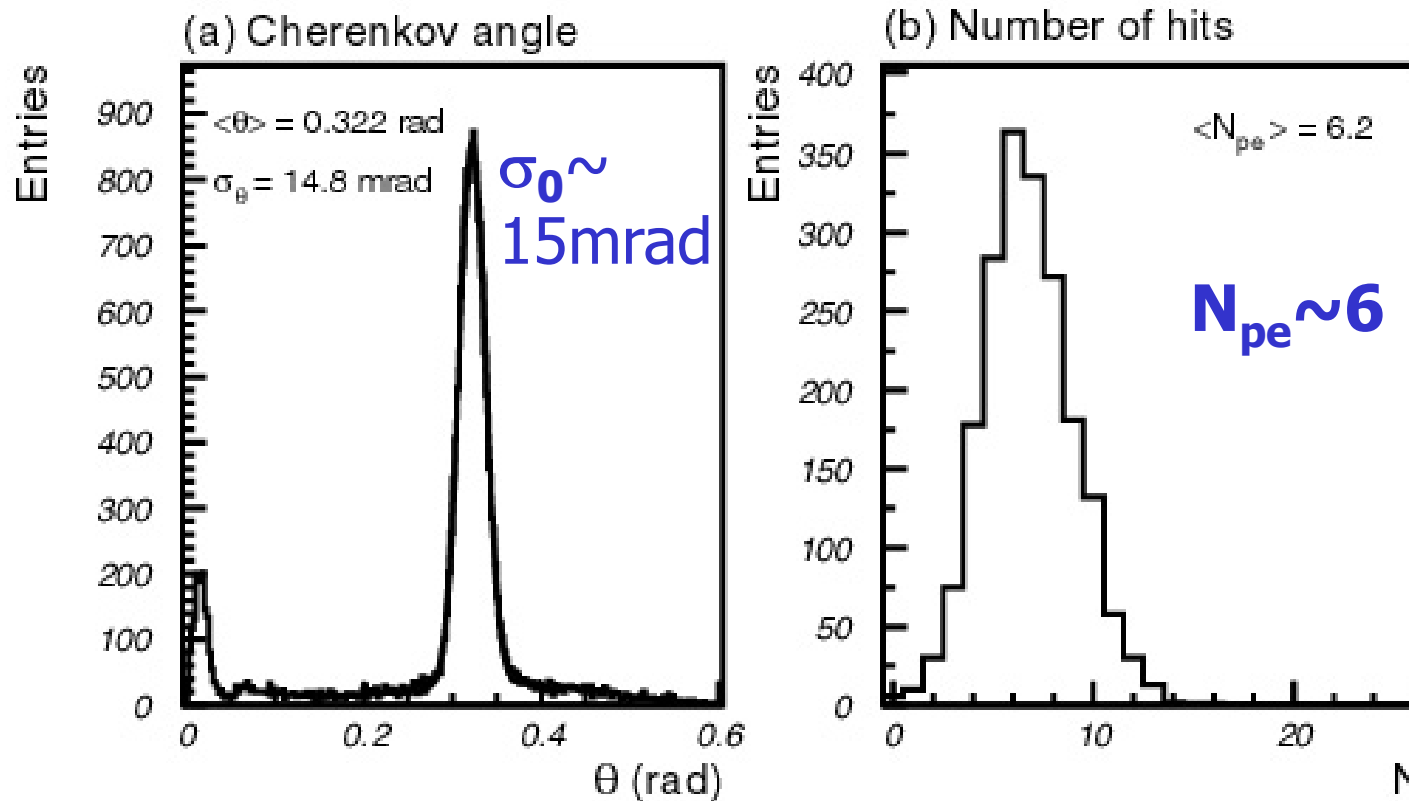 (a) Cherenkov angle
Entries
900
800
700
600
500
400
300
200
100
0
<θ> = 0.322 rad
σθ = 14.8 mrad
σ0~
15mrad
0 0.2 0.4 0.6
θ (rad)
(b) Number of hits
Entries
400
350
300
250
200
150
100
50
0
<Npe> = 6.2
Npe~6
0 10 20